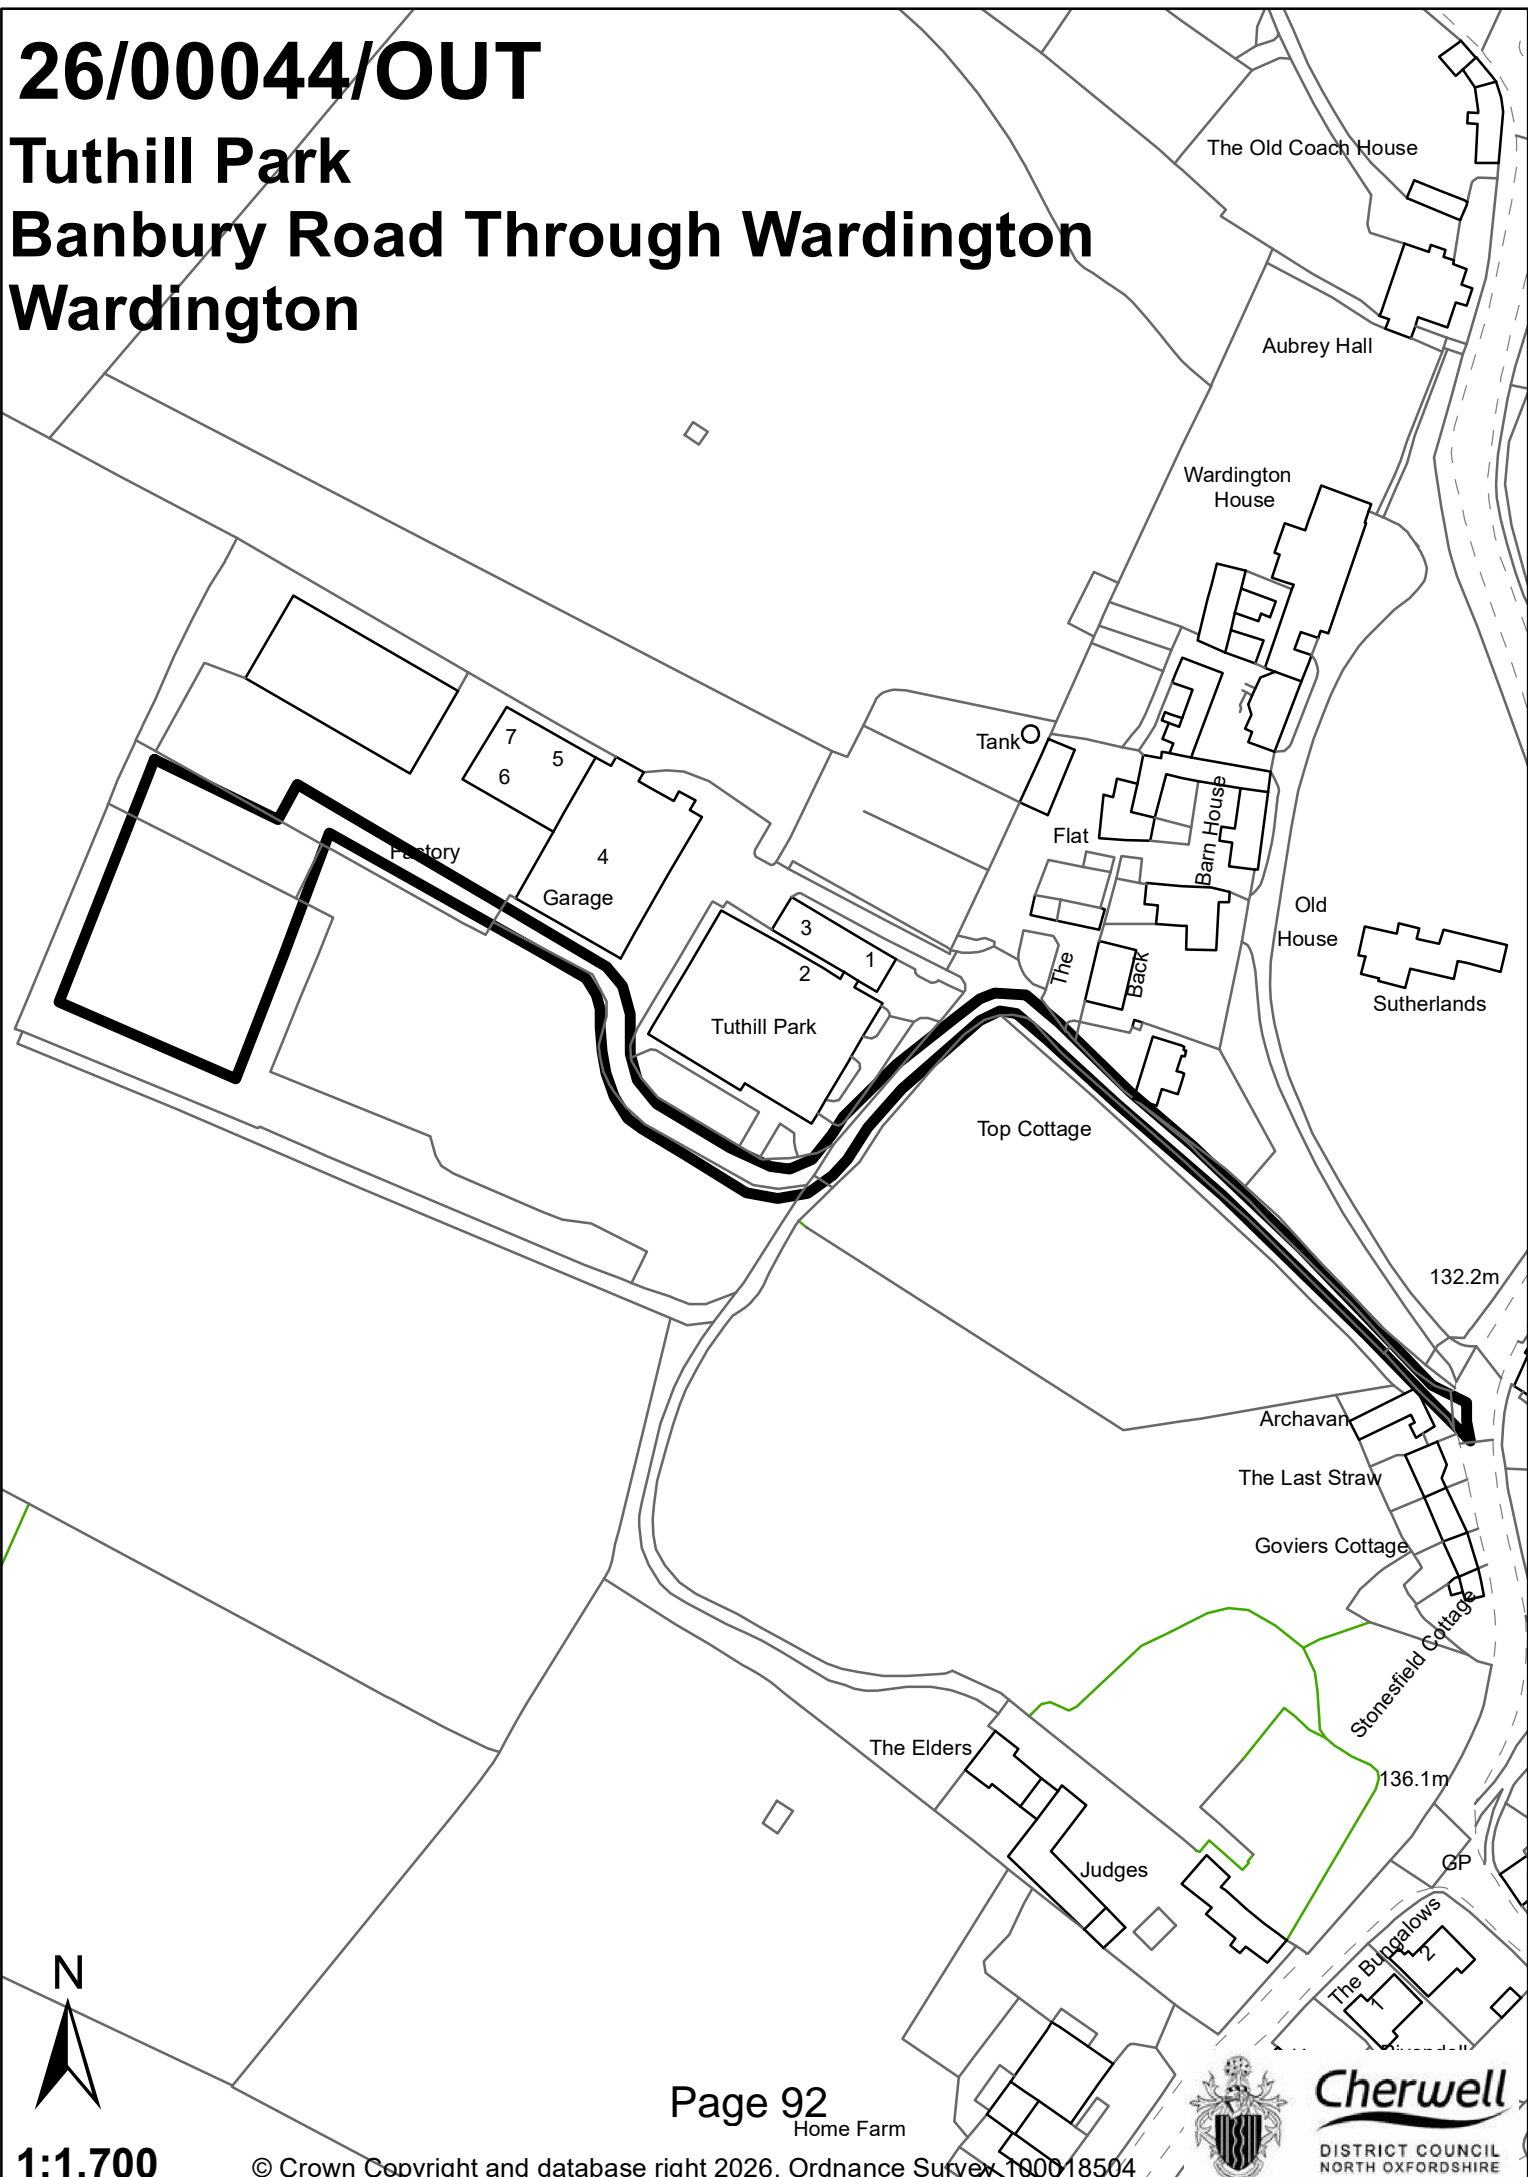 26/00044/OUT
Tuthill Park
Banbury Road Through Wardington
Wardington
The Old Coach House
Aubrey Hall
Wardington
House
Tank
7
5
6
Flat
Barn House
Factory
4
Garage
Old
House
3
1
2
The
Back
Sutherlands
Tuthill Park
Top Cottage
132.2m
Archavan
The Last Straw
Goviers Cottage
Stonesfield Cottage
The Elders
136.1m
Judges
GP
The Bungalows
2
1
N
Page 92
Home Farm
Cherwell
DISTRICT COUNCIL
NORTH OXFORDSHIRE
1:1,700
© Crown Copyright and database right 2026. Ordnance Survey 100018504